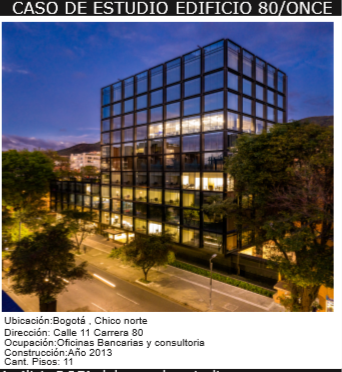 CASO DE ESTUDIO EDIFICIO 80/ONCE
Ubicación:Bogotá , Chico norte
Dirección: Calle 11 Carrera 80
Ocupación:Oficinas Bancarias y consultoria
Construcción:Año 2013
Cant. Pisos: 11